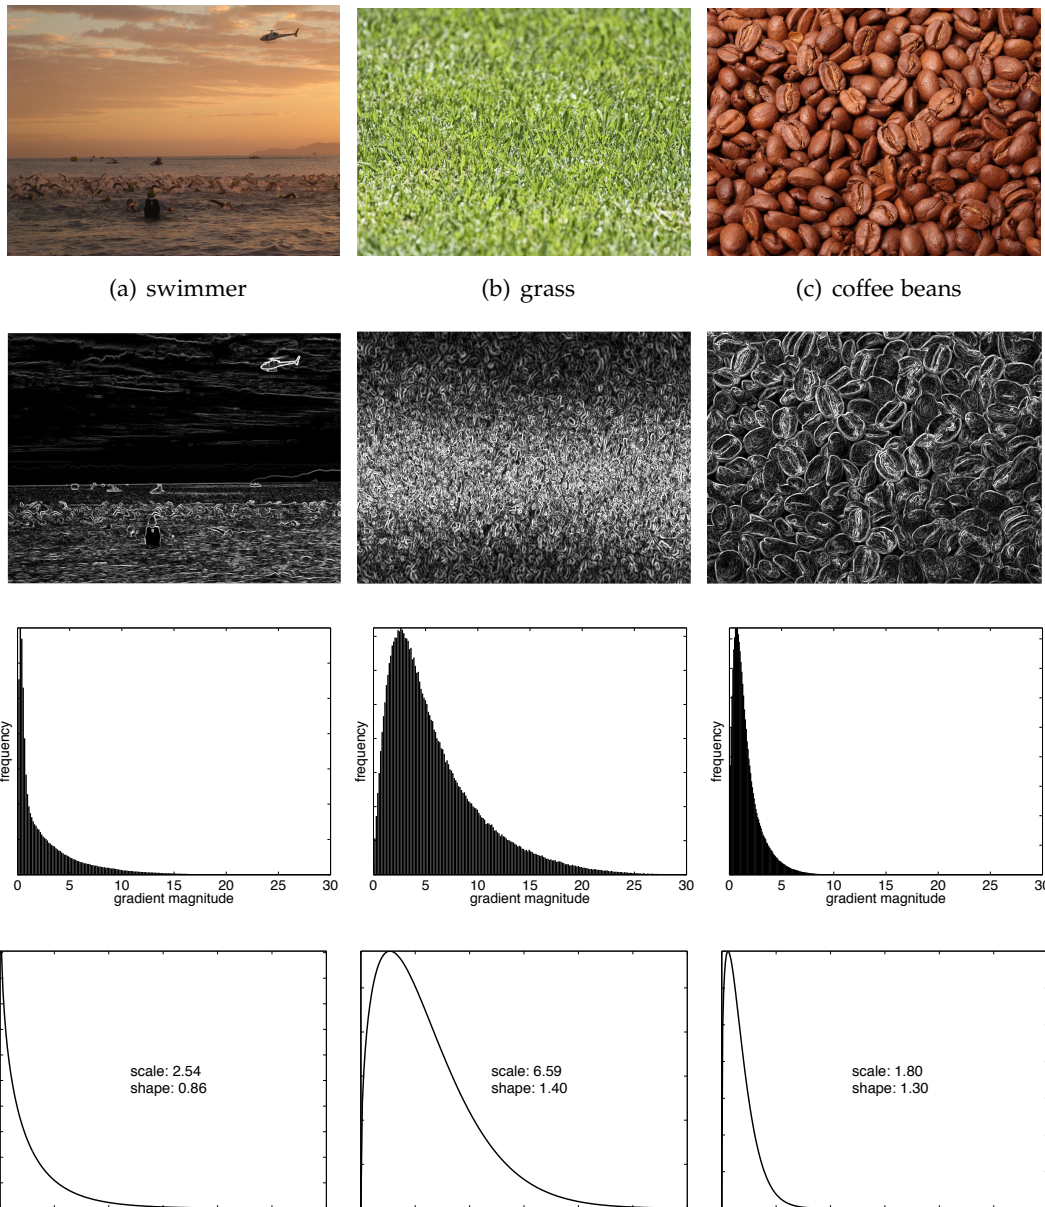 (a) swimmer
(b) grass
(c) coffee beans
frequency
0 5 10 15 20 25 30
gradient magnitude
frequency
0 5 10 15 20 25 30
gradient magnitude
frequency
0 5 10 15 20 25 30
gradient magnitude
scale: 2.54
shape: 0.86
scale: 6.59
shape: 1.40
scale: 1.80
shape: 1.30